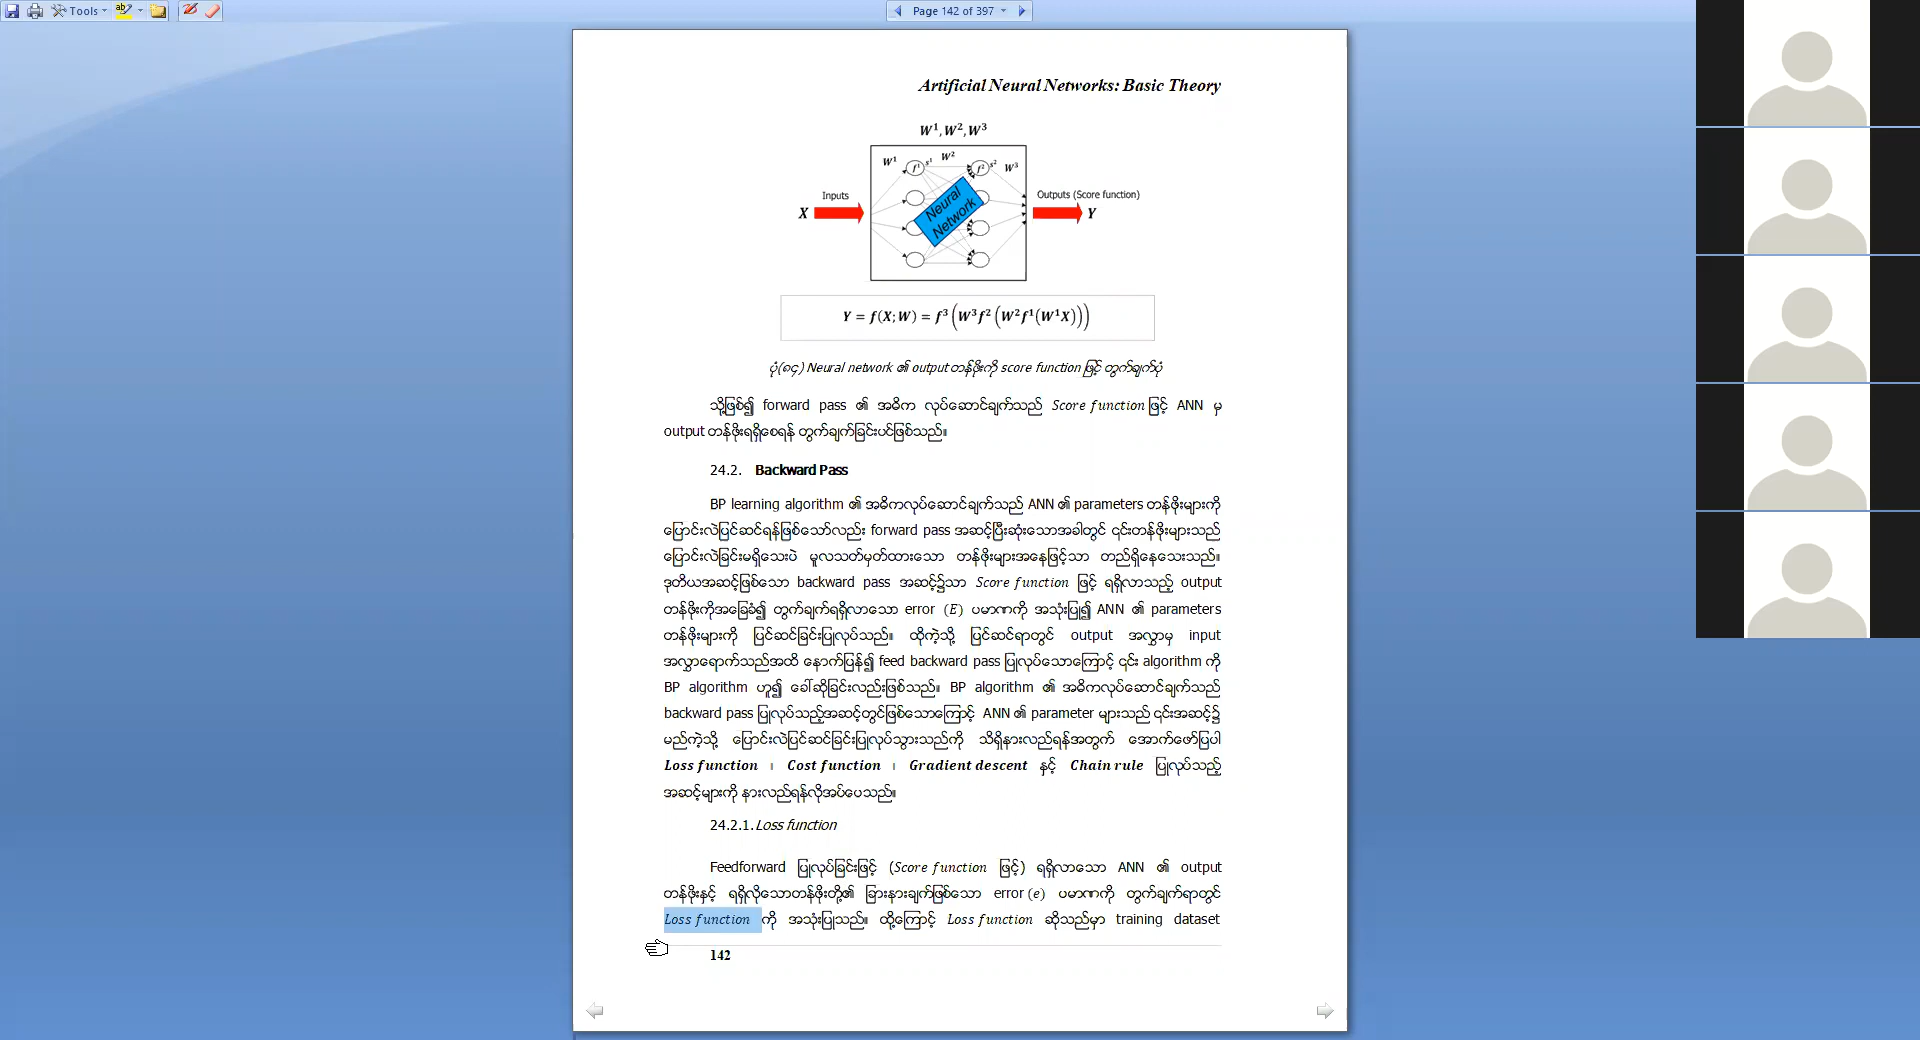 Tools
Page 142 of 397
Artificial Neural Networks: Basic Theory
W¹, W², W³
W¹ f¹ s¹ W² f² s² W³
Inputs
Outputs (Score function)
X
Y
Neural
Network
Y = f(X; W) = f³(W³f²(W²f¹(W¹X)))
ပုံ(၈၄) Neural network ၏ output တန်ဖိုးကို score function ဖြင့် တွက်ချက်ပုံ
သို့ဖြစ်၍ forward pass ၏ အဓိက လုပ်ဆောင်ချက်သည် Score function ဖြင့် ANN မှ
output တန်ဖိုးရရှိစေရန် တွက်ချက်ခြင်းပင်ဖြစ်သည်။
24.2. Backward Pass
BP learning algorithm ၏ အဓိကလုပ်ဆောင်ချက်သည် ANN ၏ parameters တန်ဖိုးများကို
ပြောင်းလဲပြင်ဆင်ရန်ဖြစ်သော်လည်း forward pass အဆင့်ပြီးဆုံးသောအခါတွင် ၎င်းတန်ဖိုးများသည်
ပြောင်းလဲခြင်းမရှိသေးပဲ မူလသတ်မှတ်ထားသော တန်ဖိုးများအနေဖြင့်သာ တည်ရှိနေသေးသည်။
ဒုတိယအဆင့်ဖြစ်သော backward pass အဆင့်၌သာ Score function ဖြင့် ရရှိလာသည့် output
တန်ဖိုးကိုအခြေခံ၍ တွက်ချက်ရရှိလာသော error (E) ပမာဏကို အသုံးပြု၍ ANN ၏ parameters
တန်ဖိုးများကို ပြင်ဆင်ခြင်းပြုလုပ်သည်။ ထိုကဲ့သို့ ပြင်ဆင်ရာတွင် output အလွှာမှ input
အလွှာရောက်သည်အထိ နောက်ပြန်၍ feed backward pass ပြုလုပ်သောကြောင့် ၎င်း algorithm ကို
BP algorithm ဟူ၍ ခေါ်ဆိုခြင်းလည်းဖြစ်သည်။ BP algorithm ၏ အဓိကလုပ်ဆောင်ချက်သည်
backward pass ပြုလုပ်သည့်အဆင့်တွင်ဖြစ်သောကြောင့် ANN ၏ parameter များသည် ၎င်းအဆင့်၌
မည်ကဲ့သို့ ပြောင်းလဲပြင်ဆင်ခြင်းပြုလုပ်သွားသည်ကို သိရှိနားလည်ရန်အတွက် အောက်ဖော်ပြပါ
Loss function ၊ Cost function ၊ Gradient descent နှင့် Chain rule ပြုလုပ်သည့်
အဆင့်များကို နားလည်ရန်လိုအပ်ပေသည်။
24.2.1. Loss function
Feedforward ပြုလုပ်ခြင်းဖြင့် (Score function ဖြင့်) ရရှိလာသော ANN ၏ output
တန်ဖိုးနှင့် ရရှိလိုသောတန်ဖိုးတို့၏ ခြားနားချက်ဖြစ်သော error (e) ပမာဏကို တွက်ချက်ရာတွင်
Loss function ကို အသုံးပြုသည်။ ထို့ကြောင့် Loss function ဆိုသည်မှာ training dataset
142